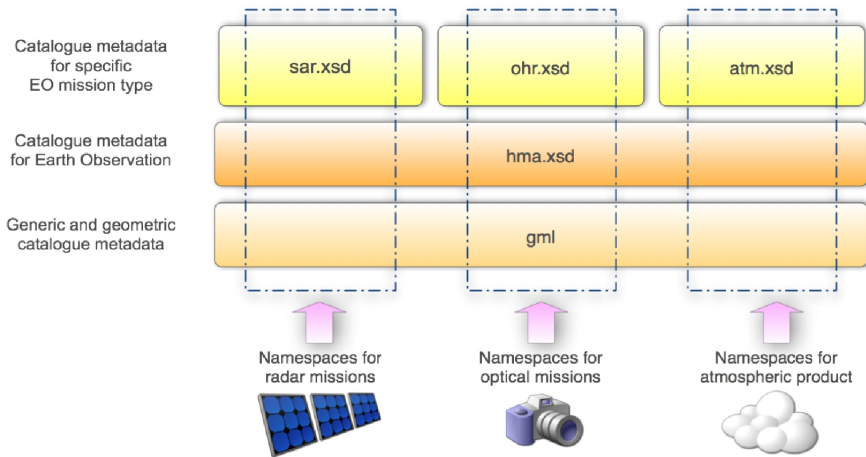 Catalogue metadata
for specific
EO mission type
sar.xsd
ohr.xsd
atm.xsd
Catalogue metadata
for Earth Observation
hma.xsd
Generic and geometric
catalogue metadata
gml
Namespaces for
radar missions
Namespaces for
optical missions
Namespaces for
atmospheric product